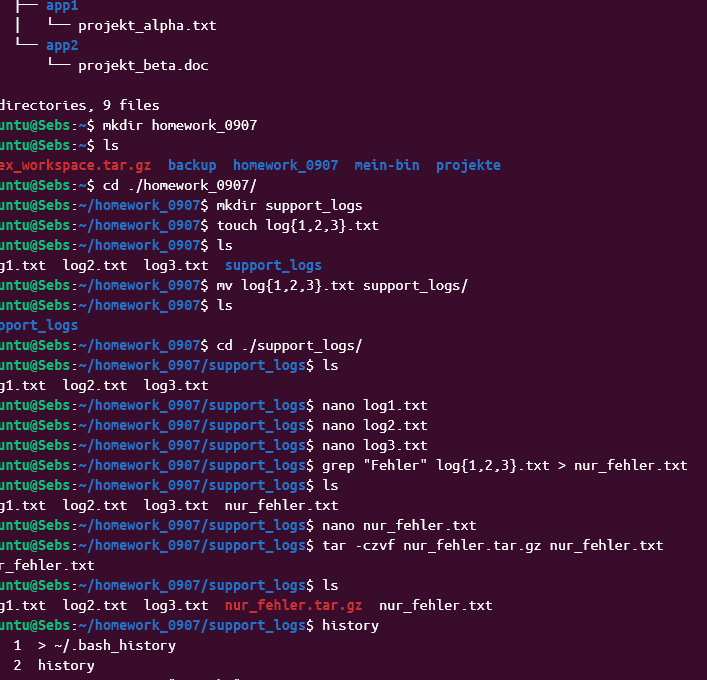 ├── app1
│   └── projekt_alpha.txt
└── app2
    └── projekt_beta.doc

directories, 9 files
untu@Sebs:~$ mkdir homework_0907
untu@Sebs:~$ ls
ex_workspace.tar.gz  backup  homework_0907  mein-bin  projekte
untu@Sebs:~$ cd ./homework_0907/
untu@Sebs:~/homework_0907$ mkdir support_logs
untu@Sebs:~/homework_0907$ touch log{1,2,3}.txt
untu@Sebs:~/homework_0907$ ls
g1.txt  log2.txt  log3.txt  support_logs
untu@Sebs:~/homework_0907$ mv log{1,2,3}.txt support_logs/
untu@Sebs:~/homework_0907$ ls
pport_logs
untu@Sebs:~/homework_0907$ cd ./support_logs/
untu@Sebs:~/homework_0907/support_logs$ ls
g1.txt  log2.txt  log3.txt
untu@Sebs:~/homework_0907/support_logs$ nano log1.txt
untu@Sebs:~/homework_0907/support_logs$ nano log2.txt
untu@Sebs:~/homework_0907/support_logs$ nano log3.txt
untu@Sebs:~/homework_0907/support_logs$ grep "Fehler" log{1,2,3}.txt > nur_fehler.txt
untu@Sebs:~/homework_0907/support_logs$ ls
g1.txt  log2.txt  log3.txt  nur_fehler.txt
untu@Sebs:~/homework_0907/support_logs$ nano nur_fehler.txt
untu@Sebs:~/homework_0907/support_logs$ tar -czvf nur_fehler.tar.gz nur_fehler.txt
r_fehler.txt
untu@Sebs:~/homework_0907/support_logs$ ls
g1.txt  log2.txt  log3.txt  nur_fehler.tar.gz  nur_fehler.txt
untu@Sebs:~/homework_0907/support_logs$ history
  1  > ~/.bash_history
  2  history